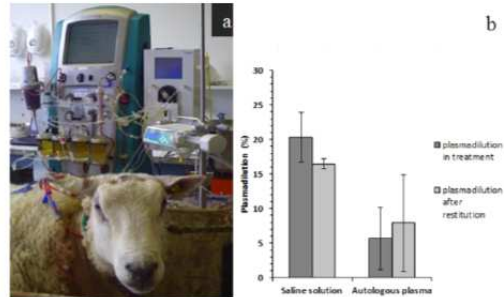 a
b
30
25
20
15
10
5
0
Plasmadilution (%)
Saline solution Autologous plasma
plasmadilution
in treatment
plasmadilution
after
restitution